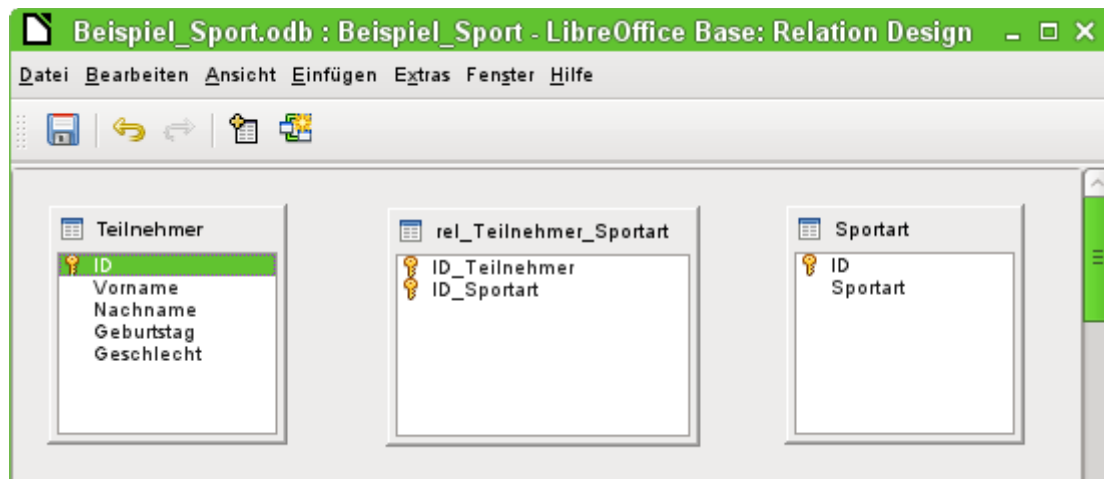 Beispiel_Sport.odb : Beispiel_Sport - LibreOffice Base: Relation Design
Datei Bearbeiten Ansicht Einfügen Extras Fenster Hilfe
Teilnehmer
ID
Vorname
Nachname
Geburtstag
Geschlecht
rel_Teilnehmer_Sportart
ID_Teilnehmer
ID_Sportart
Sportart
ID
Sportart